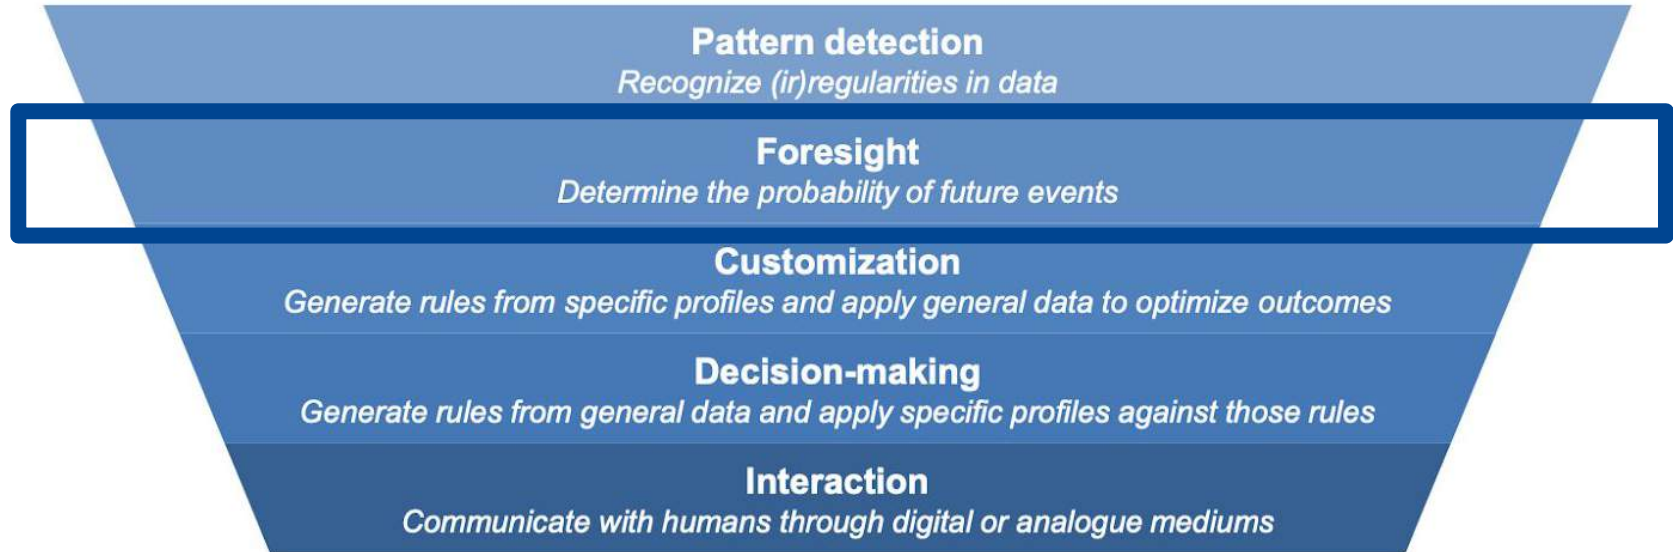 Pattern detection
Recognize (ir)regularities in data
Foresight
Determine the probability of future events
Customization
Generate rules from specific profiles and apply general data to optimize outcomes
Decision-making
Generate rules from general data and apply specific profiles against those rules
Interaction
Communicate with humans through digital or analogue mediums